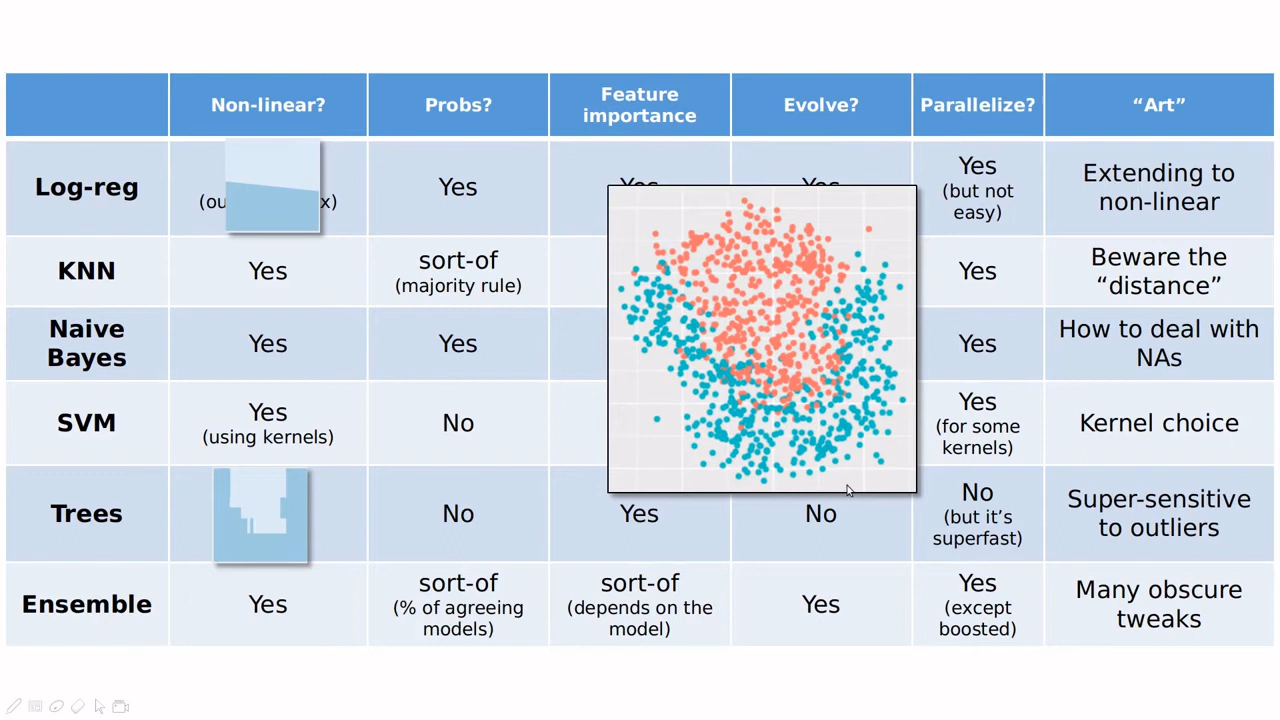 Non-linear?
Probs?
Feature
importance
Evolve?
Parallelize?
“Art”
Log-reg
(ou
x)
Yes
Yes
Yes
Yes
(but not
easy)
Extending to
non-linear
KNN
Yes
sort-of
(majority rule)
Yes
Beware the
“distance”
Naive
Bayes
Yes
Yes
Yes
How to deal with
NAs
SVM
Yes
(using kernels)
No
Yes
(for some
kernels)
Kernel choice
Trees
No
Yes
No
No
(but it’s
superfast)
Super-sensitive
to outliers
Ensemble
Yes
sort-of
(% of agreeing
models)
sort-of
(depends on the
model)
Yes
Yes
(except
boosted)
Many obscure
tweaks